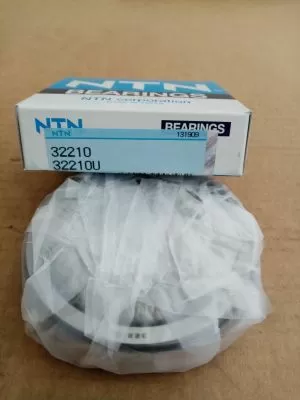 NTN
BEARINGS
NTN corporation
NTN BEARINGS
NTN 131909
32210
32210U